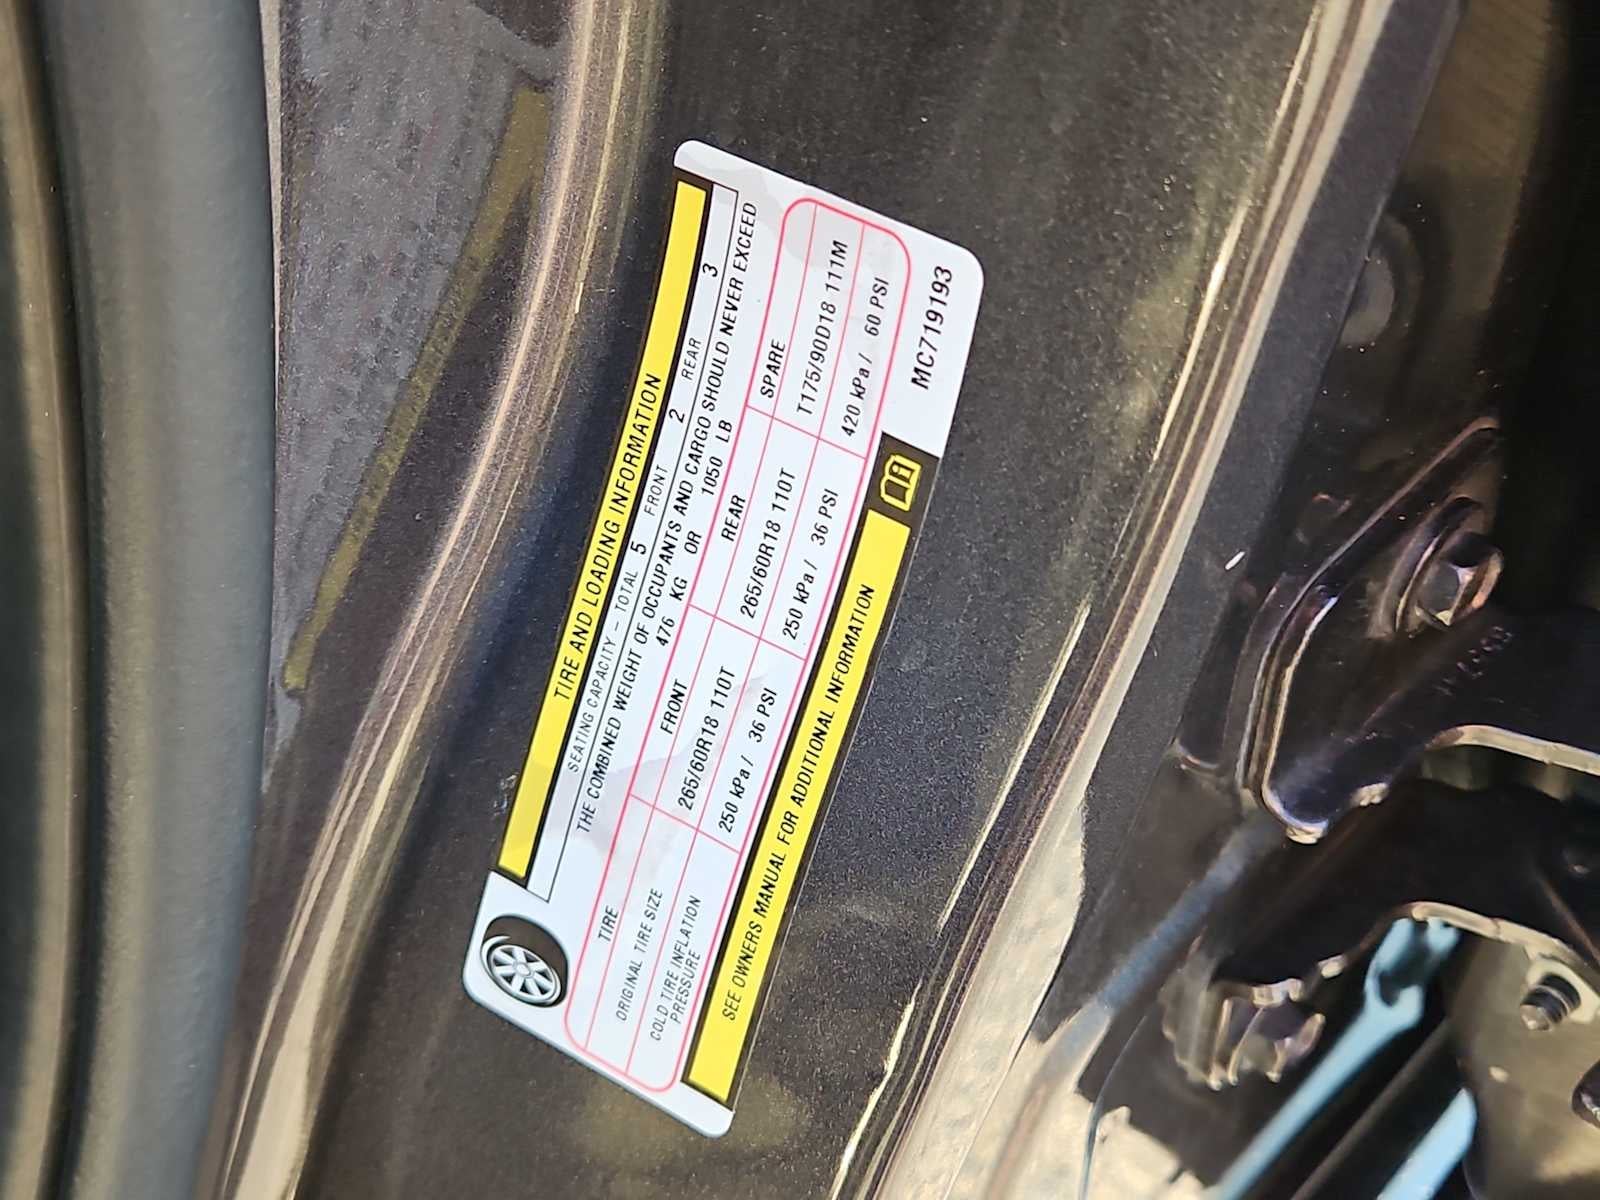 TIRE AND LOADING INFORMATION
SEATING CAPACITY - TOTAL 5 FRONT 2 REAR 3
THE COMBINED WEIGHT OF OCCUPANTS AND CARGO SHOULD NEVER EXCEED
476 KG OR 1050 LB
TIRE FRONT REAR SPARE
ORIGINAL TIRE SIZE 265/60R18 110T 265/60R18 110T T175/90D18 111M
COLD TIRE INFLATION PRESSURE 250 kPa / 36 PSI 250 kPa / 36 PSI 420 kPa / 60 PSI
SEE OWNERS MANUAL FOR ADDITIONAL INFORMATION
MC719193